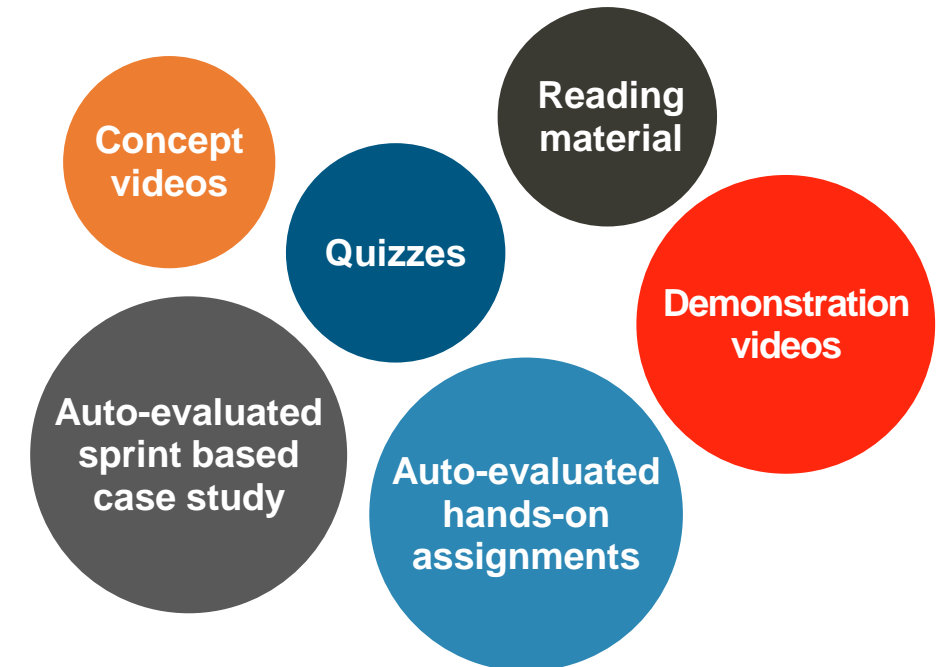 Concept
videos
Reading
material
Quizzes
Demonstration
videos
Auto-evaluated
sprint based
case study
Auto-evaluated
hands-on
assignments